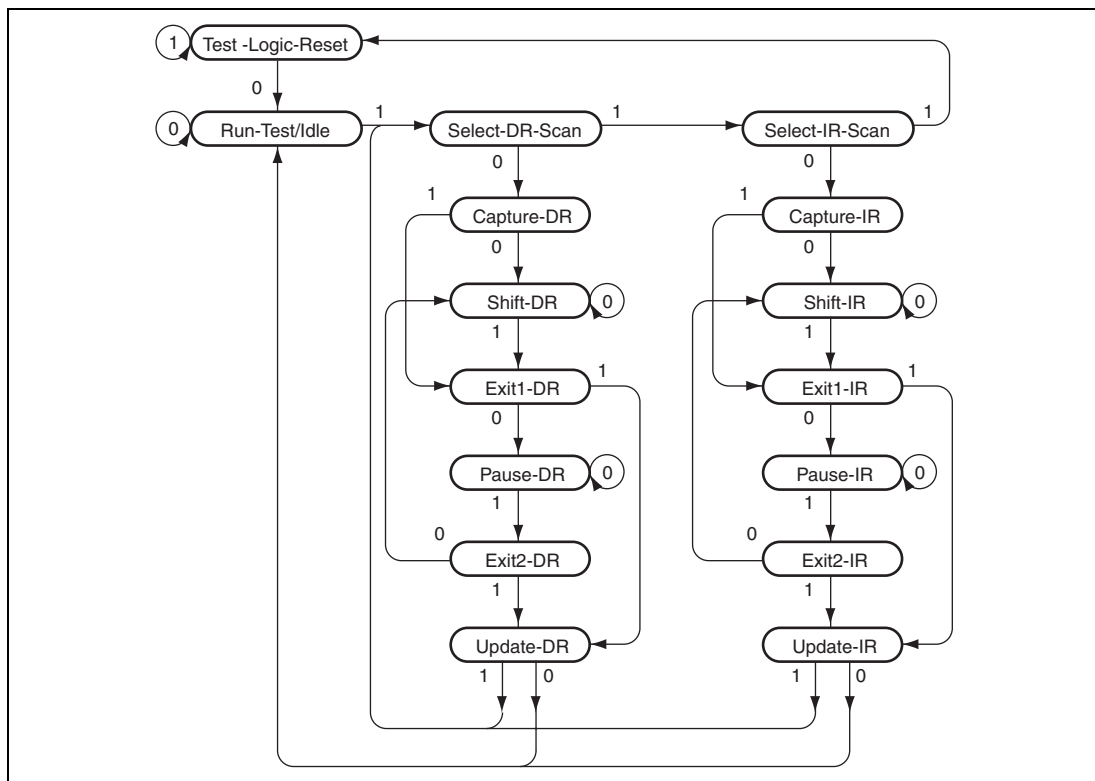 1 Test -Logic-Reset
0
0 Run-Test/Idle 1 Select-DR-Scan 1 Select-IR-Scan 1
0 0
1 Capture-DR 1 Capture-IR
0 0
Shift-DR 0 Shift-IR 0
1 1
Exit1-DR 1 Exit1-IR 1
0 0
Pause-DR 0 Pause-IR 0
1 1
0 Exit2-DR 0 Exit2-IR
1 1
Update-DR Update-IR
1 0 1 0